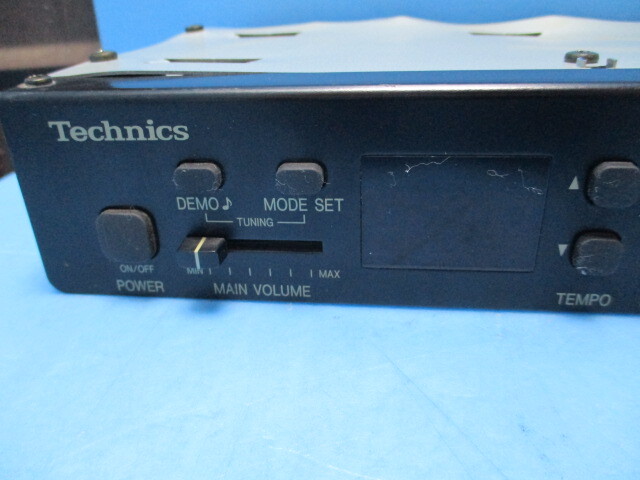 Technics
DEMO♪ MODE SET
TUNING
▲
▼
ON/OFF
POWER
MIN MAX
MAIN VOLUME
TEMPO